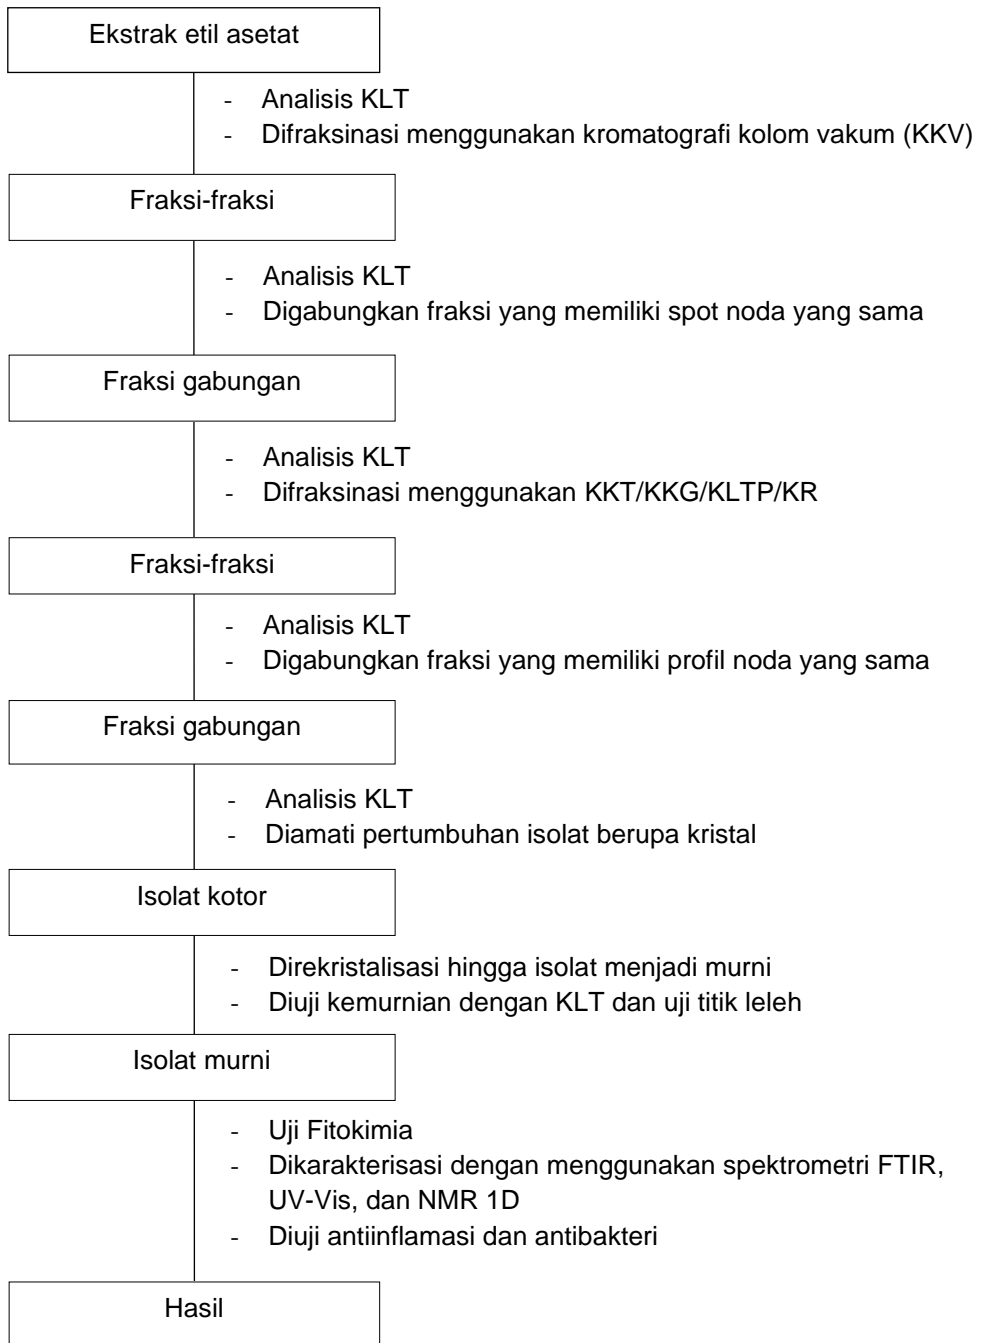 Ekstrak etil asetat
- Analisis KLT
- Difraksinasi menggunakan kromatografi kolom vakum (KKV)
Fraksi-fraksi
- Analisis KLT
- Digabungkan fraksi yang memiliki spot noda yang sama
Fraksi gabungan
- Analisis KLT
- Difraksinasi menggunakan KKT/KKG/KLTP/KR
Fraksi-fraksi
- Analisis KLT
- Digabungkan fraksi yang memiliki profil noda yang sama
Fraksi gabungan
- Analisis KLT
- Diamati pertumbuhan isolat berupa kristal
Isolat kotor
- Direkristalisasi hingga isolat menjadi murni
- Diuji kemurnian dengan KLT dan uji titik leleh
Isolat murni
- Uji Fitokimia
- Dikarakterisasi dengan menggunakan spektrometri FTIR,
UV-Vis, dan NMR 1D
- Diuji antiinflamasi dan antibakteri
Hasil